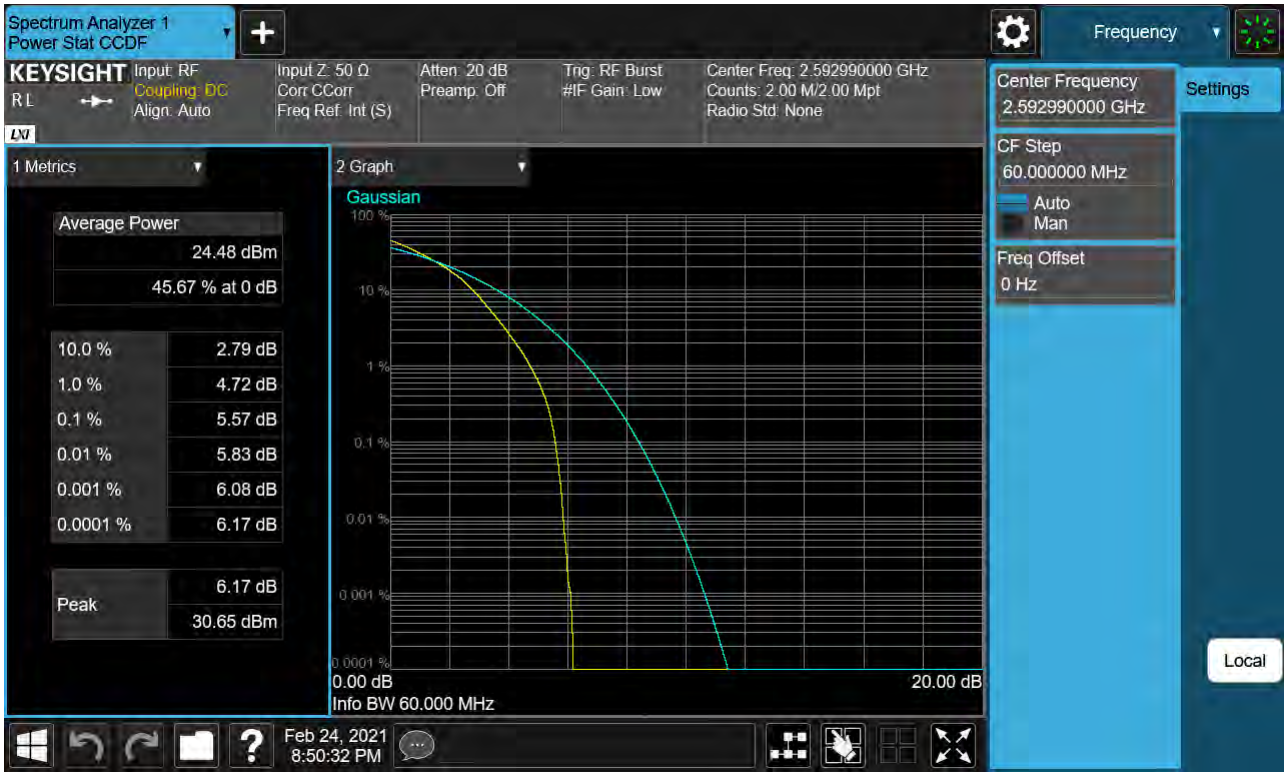 Spectrum Analyzer 1
Power Stat CCDF
+
Frequency
KEYSIGHT
R L
LXI
Input: RF
Coupling: DC
Align: Auto
Input Z: 50 Ω
Corr CCorr
Freq Ref: Int (S)
Atten: 20 dB
Preamp: Off
Trig: RF Burst
#IF Gain: Low
Center Freq: 2.592990000 GHz
Counts: 2.00 M/2.00 Mpt
Radio Std: None
1 Metrics
Average Power
24.48 dBm
45.67 % at 0 dB
10.0 % 2.79 dB
1.0 % 4.72 dB
0.1 % 5.57 dB
0.01 % 5.83 dB
0.001 % 6.08 dB
0.0001 % 6.17 dB
Peak
6.17 dB
30.65 dBm
2 Graph
Gaussian
100 %
10 %
1 %
0.1 %
0.01 %
0.001 %
0.0001 %
0.00 dB 20.00 dB
Info BW 60.000 MHz
Center Frequency
2.592990000 GHz
CF Step
60.000000 MHz
Auto
Man
Freq Offset
0 Hz
Settings
Local
?
Feb 24, 2021
8:50:32 PM